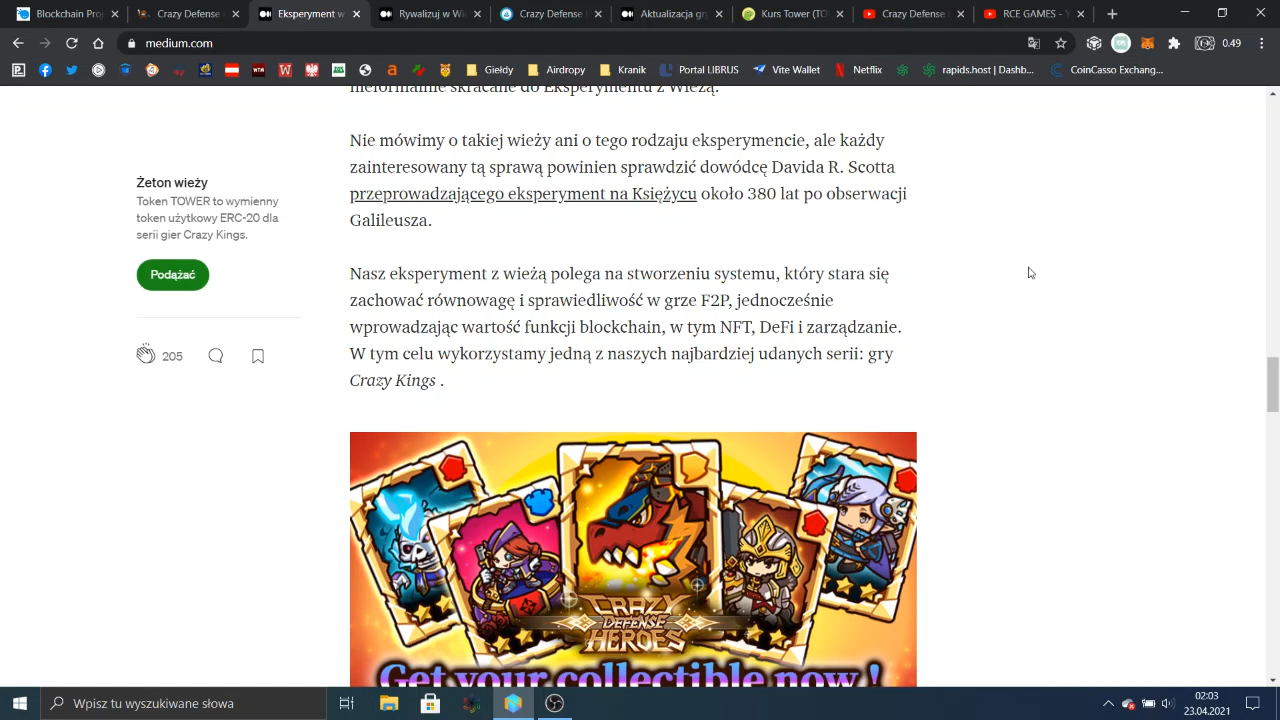 Blockchain Proj
Crazy Defense
Eksperyment w
Rywalizuj w Wi
Crazy Defense
Aktualizacja gr
Kurs Tower (TO
Crazy Defense
RCE GAMES - Y
medium.com
0.49
Giełdy
Airdropy
Kranik
Portal LIBRUS
Vite Wallet
Netflix
rapids.host | Dashb...
CoinCasso Exchang...
nieformalnie skracane do Eksperymentu z Wieżą.
Nie mówimy o takiej wieży ani o tego rodzaju eksperymencie, ale każdy
zainteresowany tą sprawą powinien sprawdzić dowódcę Davida R. Scotta
przeprowadzającego eksperyment na Księżycu około 380 lat po obserwacji
Galileusza.
Żeton wieży
Token TOWER to wymienny
token użytkowy ERC-20 dla
serii gier Crazy Kings.
Podążać
205
Nasz eksperyment z wieżą polega na stworzeniu systemu, który stara się
zachować równowagę i sprawiedliwość w grze F2P, jednocześnie
wprowadzając wartość funkcji blockchain, w tym NFT, DeFi i zarządzanie.
W tym celu wykorzystamy jedną z naszych najbardziej udanych serii: gry
Crazy Kings .
CRAZY
DEFENSE
HEROES
Get your collectible now !
Wpisz tu wyszukiwane słowa
02:03
23.04.2021